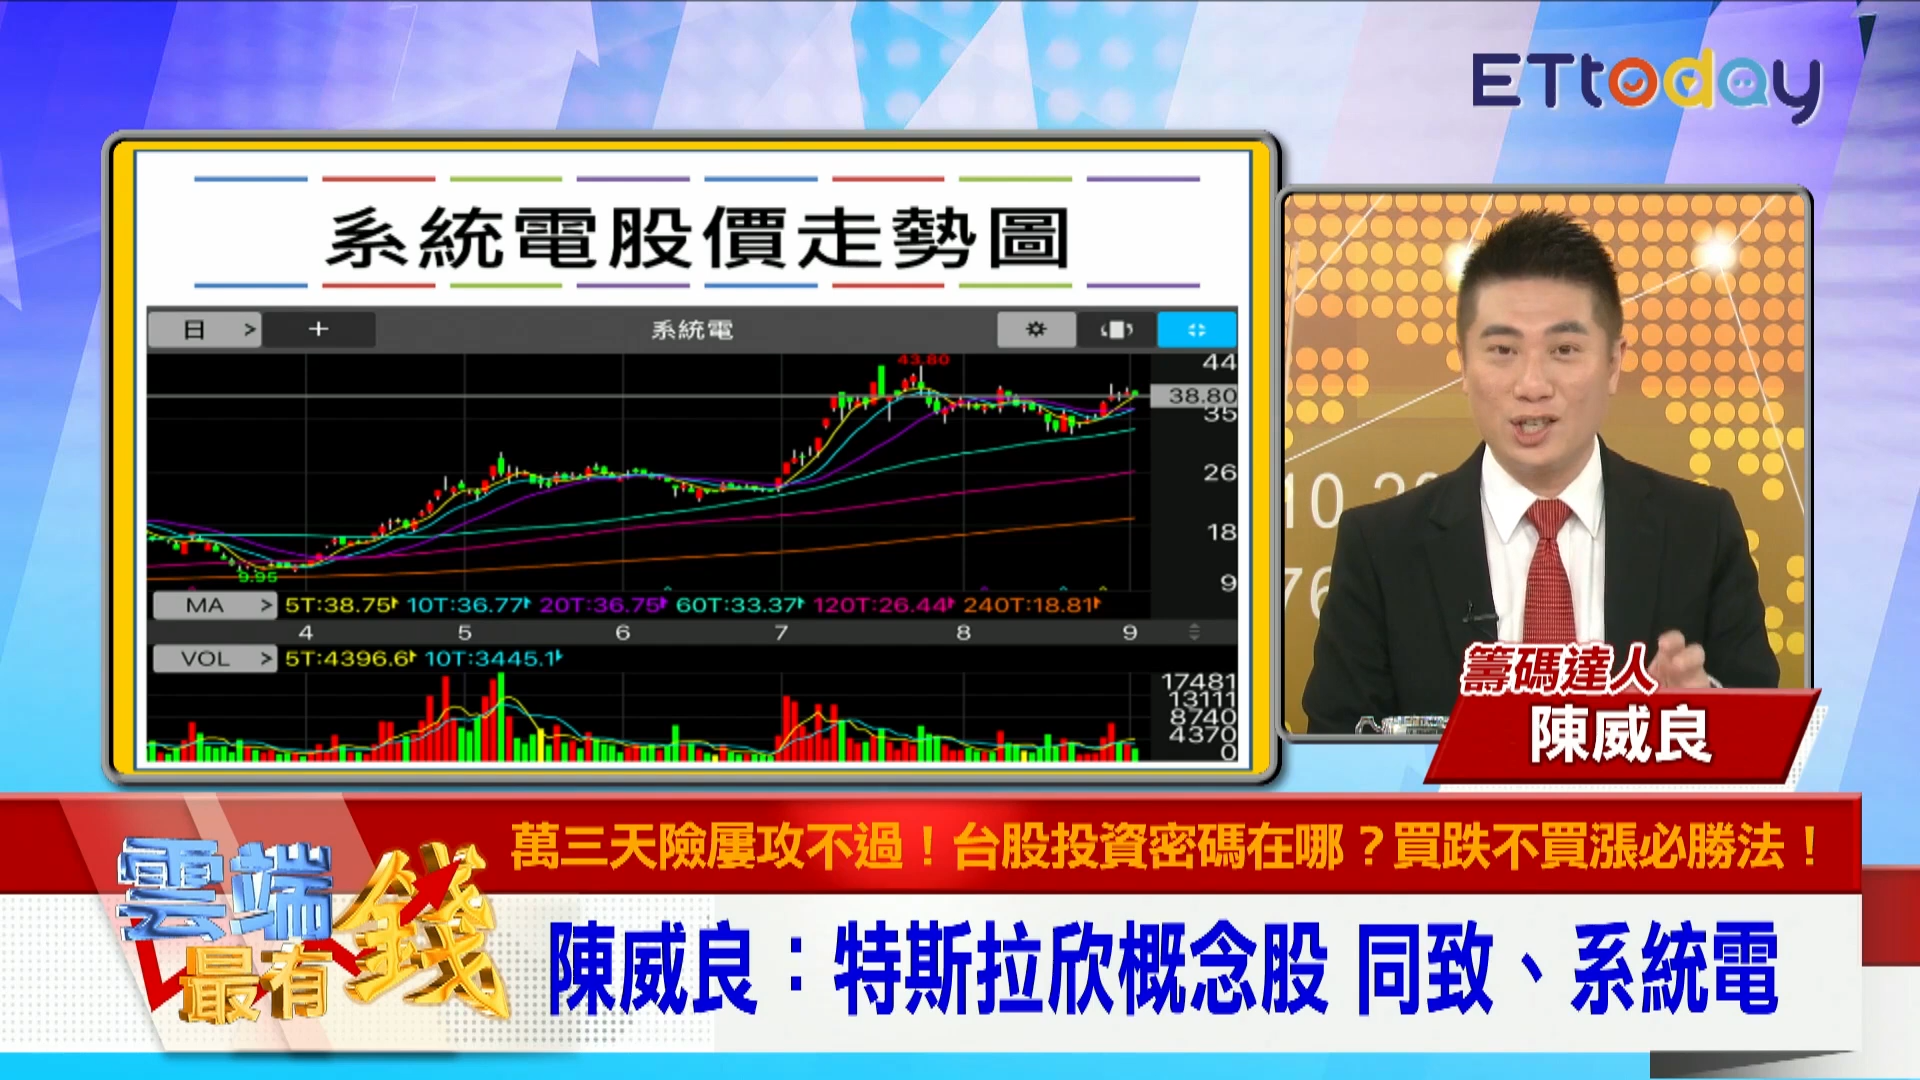 ETtoday
系統電股價走勢圖
日 > + 系統電
43.80
44
38.80
35
26
18
9.95
9
MA > 5T:38.75 10T:36.77 20T:36.75 60T:33.37 120T:26.44 240T:18.81
4 5 6 7 8 9
VOL > 5T:4396.6 10T:3445.1
17481
13111
8740
4370
0
籌碼達人
陳威良
萬三天險屢攻不過！台股投資密碼在哪？買跌不買漲必勝法！
雲端
最有錢
陳威良：特斯拉欣概念股 同致、系統電